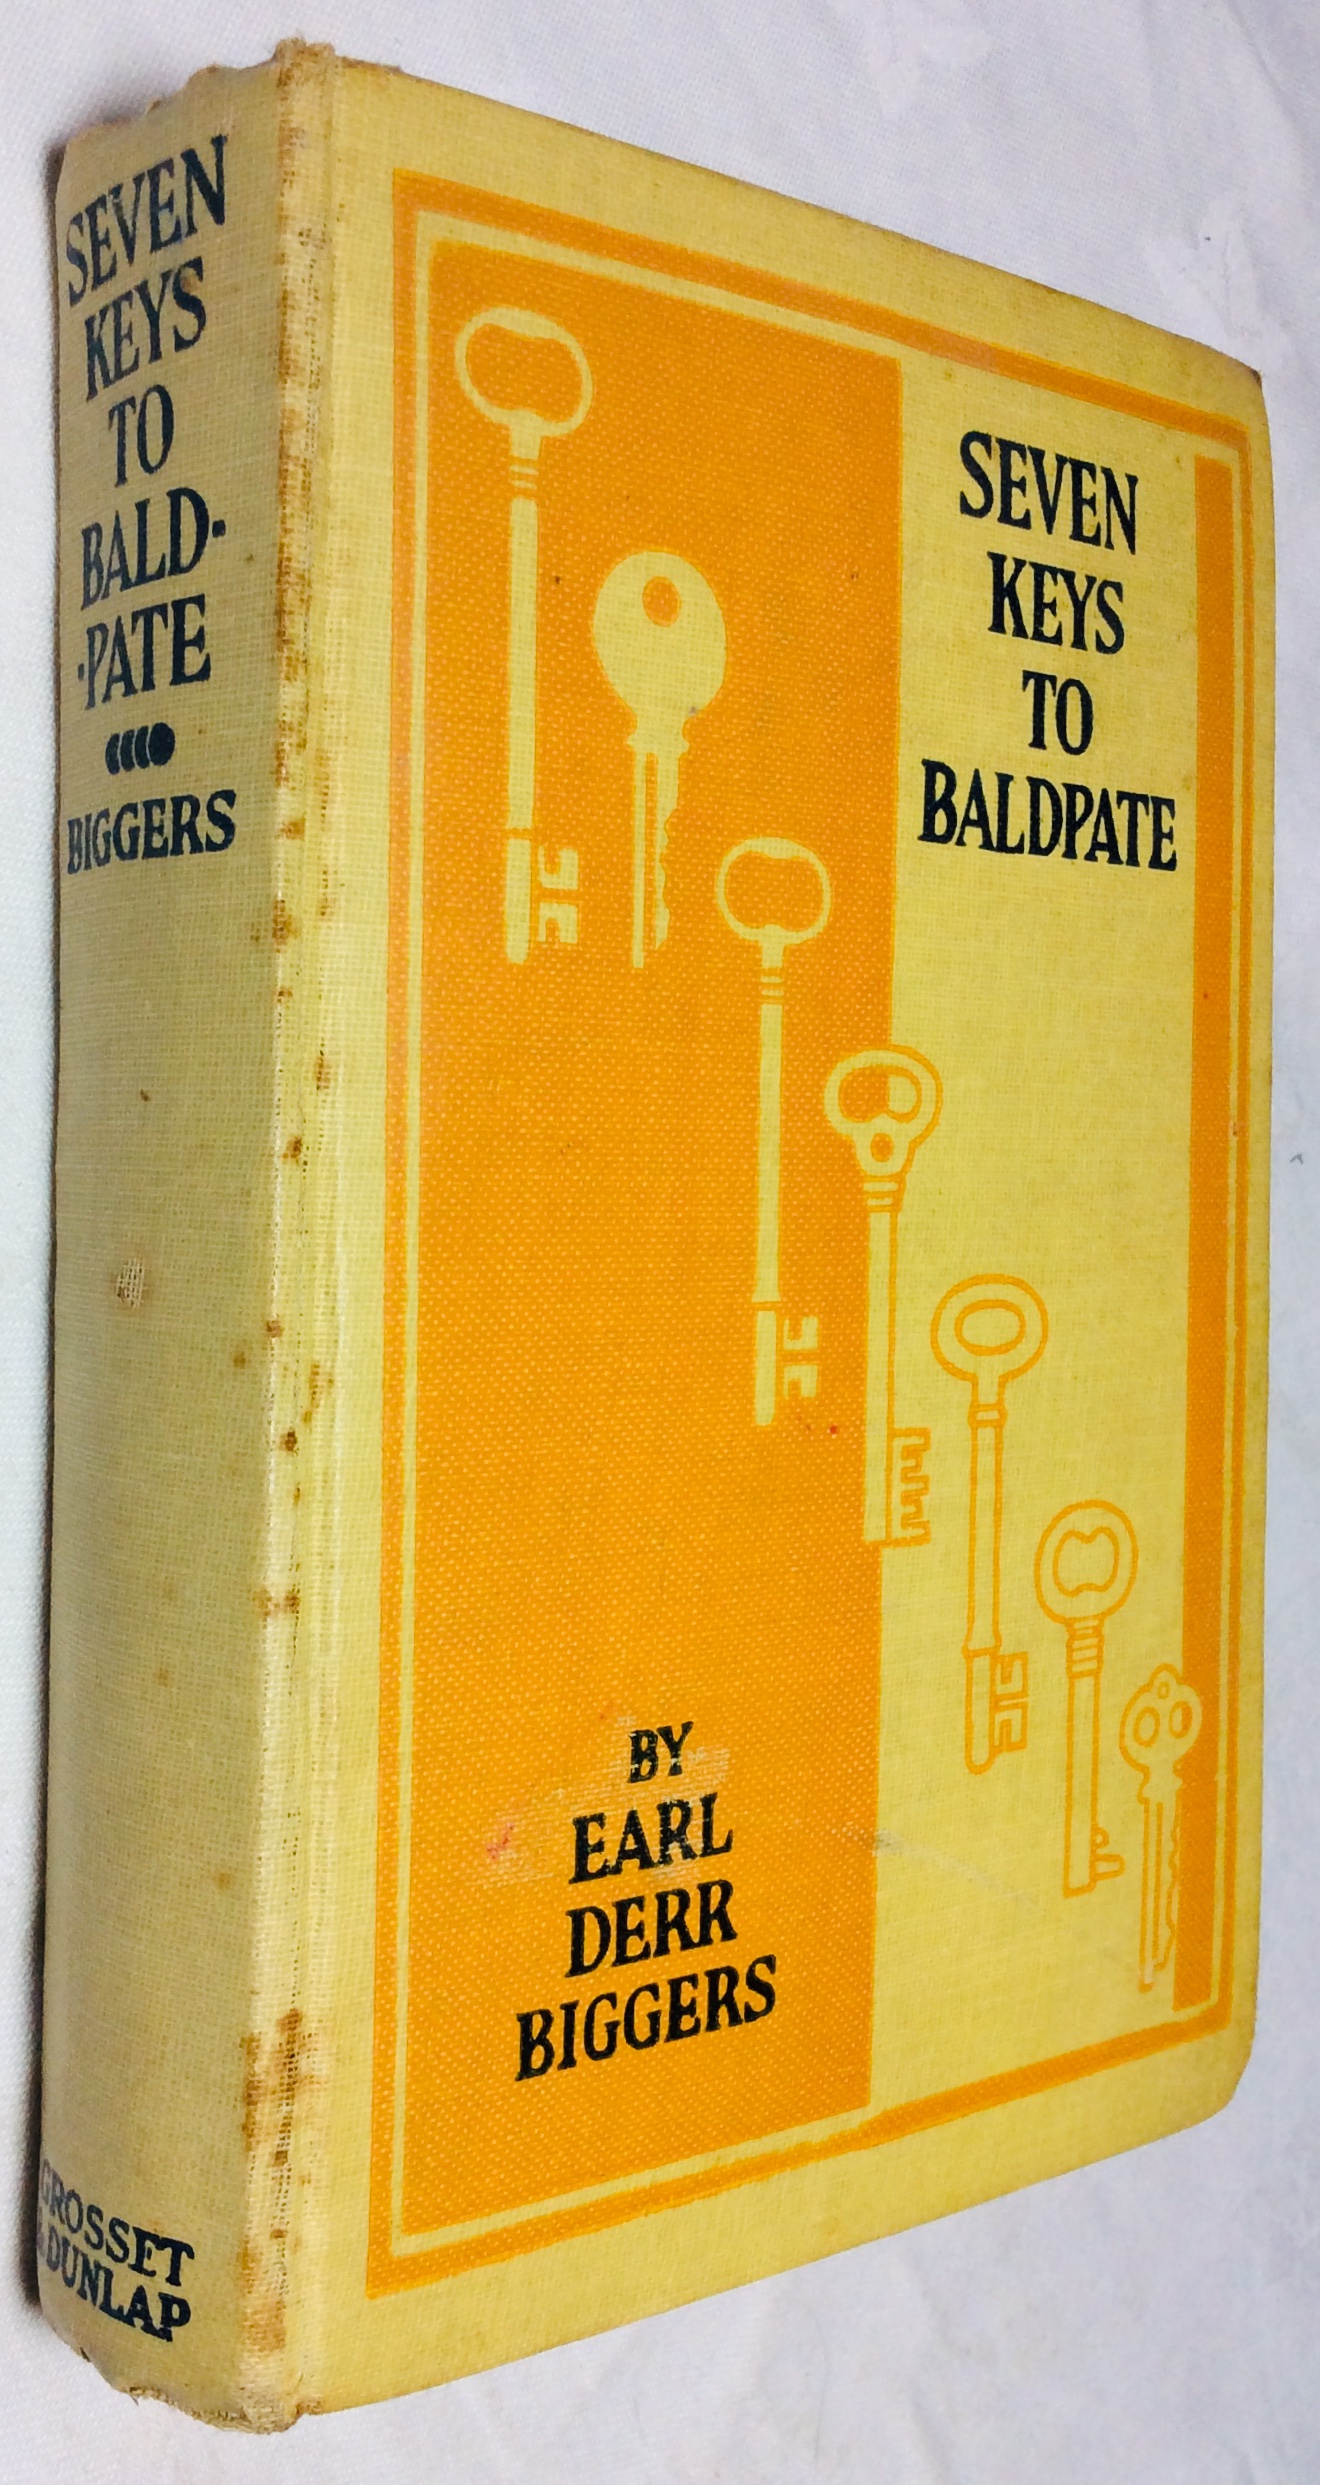 SEVEN
KEYS
TO
BALD·
·PATE
BIGGERS
GROSSET
& DUNLAP
SEVEN
KEYS
TO
BALDPATE
BY
EARL
DERR
BIGGERS